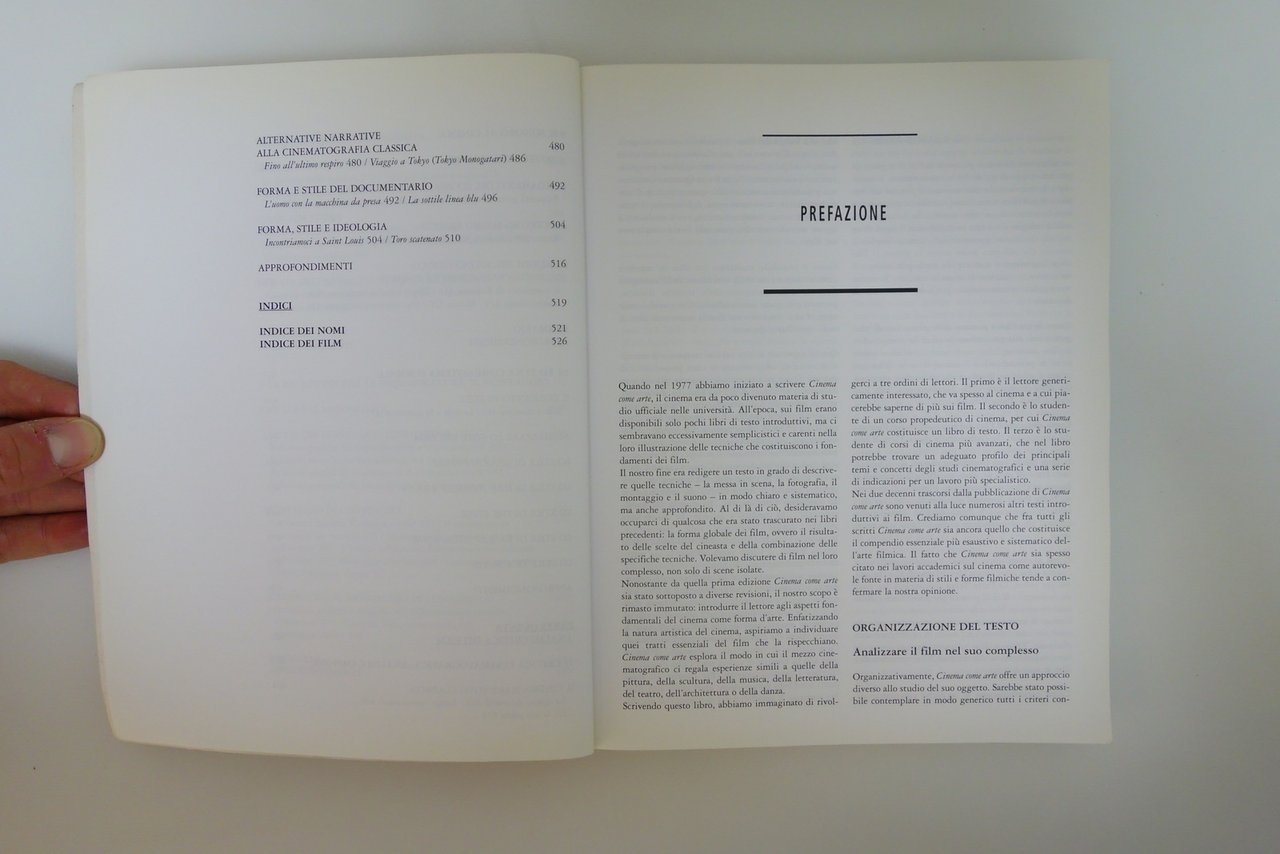 ALTERNATIVE NARRATIVE
ALLA CINEMATOGRAFIA CLASSICA 480
Fino all'ultimo respiro 480 / Viaggio a Tokyo (Tokyo Monogatari) 486
FORMA E STILE DEL DOCUMENTARIO 492
L'uomo con la macchina da presa 492 / La sottile linea blu 496
FORMA, STILE E IDEOLOGIA 504
Incontriamoci a Saint Louis 504 / Toro scatenato 510
APPROFONDIMENTI 516
INDICI 519
INDICE DEI NOMI 521
INDICE DEI FILM 526
PREFAZIONE
Quando nel 1977 abbiamo iniziato a scrivere Cinema
come arte, il cinema era da poco divenuto materia di stu-
dio ufficiale nelle università. All'epoca, sui film erano
disponibili solo pochi libri di testo introduttivi, ma ci
sembravano eccessivamente semplicistici e carenti nella
loro illustrazione delle tecniche che costituiscono i fon-
damenti dei film.
Il nostro fine era redigere un testo in grado di descrive-
re quelle tecniche – la messa in scena, la fotografia, il
montaggio e il suono – in modo chiaro e sistematico,
ma anche approfondito. Al di là di ciò, desideravamo
occuparci di qualcosa che era stato trascurato nei libri
precedenti: la forma globale dei film, ovvero il risulta-
to delle scelte del cineasta e della combinazione delle
specifiche tecniche. Volevamo discutere di film nel loro
complesso, non solo di scene isolate.
Nonostante da quella prima edizione Cinema come arte
sia stato sottoposto a diverse revisioni, il nostro scopo è
rimasto immutato: introdurre il lettore agli aspetti fon-
damentali del cinema come forma d'arte. Enfatizzando
la natura artistica del cinema, aspiriamo a individuare
quei tratti essenziali del film che la rispecchiano.
Cinema come arte esplora il modo in cui il mezzo cine-
matografico ci regala esperienze simili a quelle della
pittura, della scultura, della musica, della letteratura,
del teatro, dell'architettura o della danza.
Scrivendo questo libro, abbiamo immaginato di rivol-
gerci a tre ordini di lettori. Il primo è il lettore generi-
camente interessato, che va spesso al cinema e a cui pia-
cerebbe saperne di più sui film. Il secondo è lo studen-
te di un corso propedeutico di cinema, per cui Cinema
come arte costituisce un libro di testo. Il terzo è lo stu-
dente di corsi di cinema più avanzati, che nel libro
potrebbe trovare un adeguato profilo dei principali
temi e concetti degli studi cinematografici e una serie
di indicazioni per un lavoro più specialistico.
Nei due decenni trascorsi dalla pubblicazione di Cinema
come arte sono venuti alla luce numerosi altri testi intro-
duttivi ai film. Crediamo comunque che fra tutti gli
scritti Cinema come arte sia ancora quello che costituisce
il compendio essenziale più esaustivo e sistematico del-
l'arte filmica. Il fatto che Cinema come arte sia spesso
citato nei lavori accademici sul cinema come autorevo-
le fonte in materia di stili e forme filmiche tende a con-
fermare la nostra opinione.
ORGANIZZAZIONE DEL TESTO
Analizzare il film nel suo complesso
Organizzativamente, Cinema come arte offre un approccio
diverso allo studio del suo oggetto. Sarebbe stato possi-
bile contemplare in modo generico tutti i criteri con-